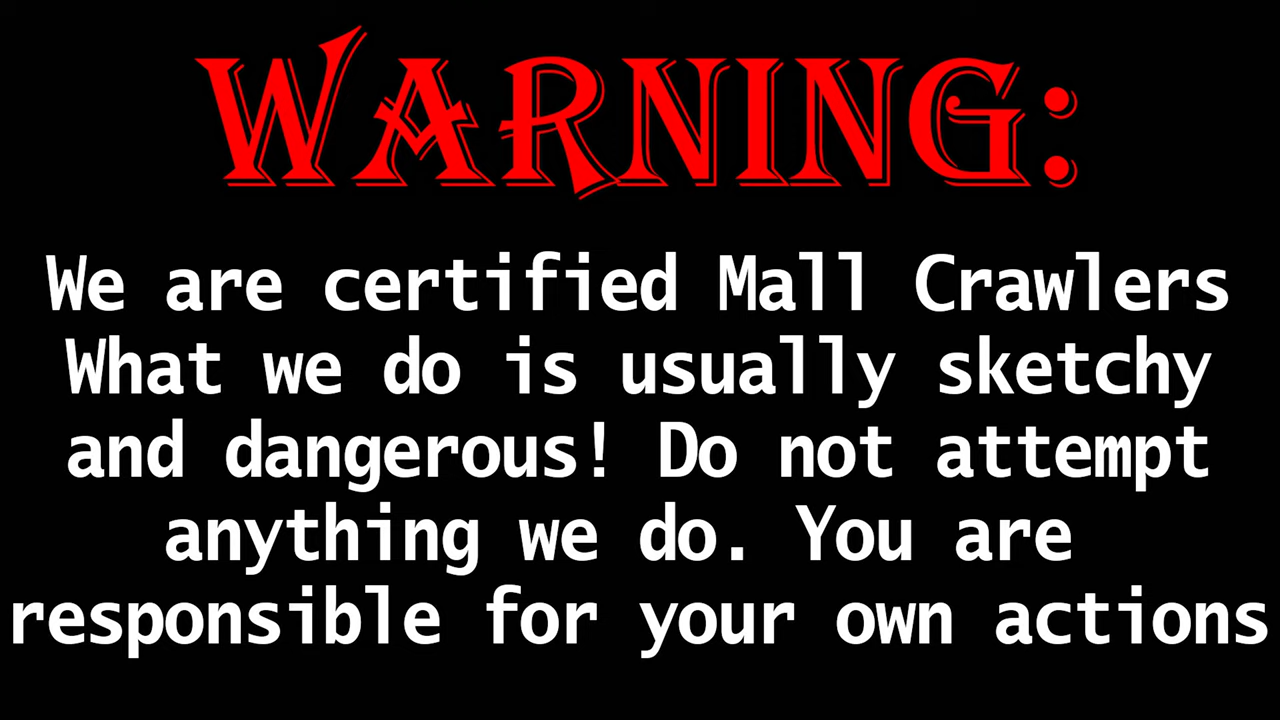 WARNING:
We are certified Mall Crawlers
What we do is usually sketchy
and dangerous! Do not attempt
anything we do. You are
responsible for your own actions